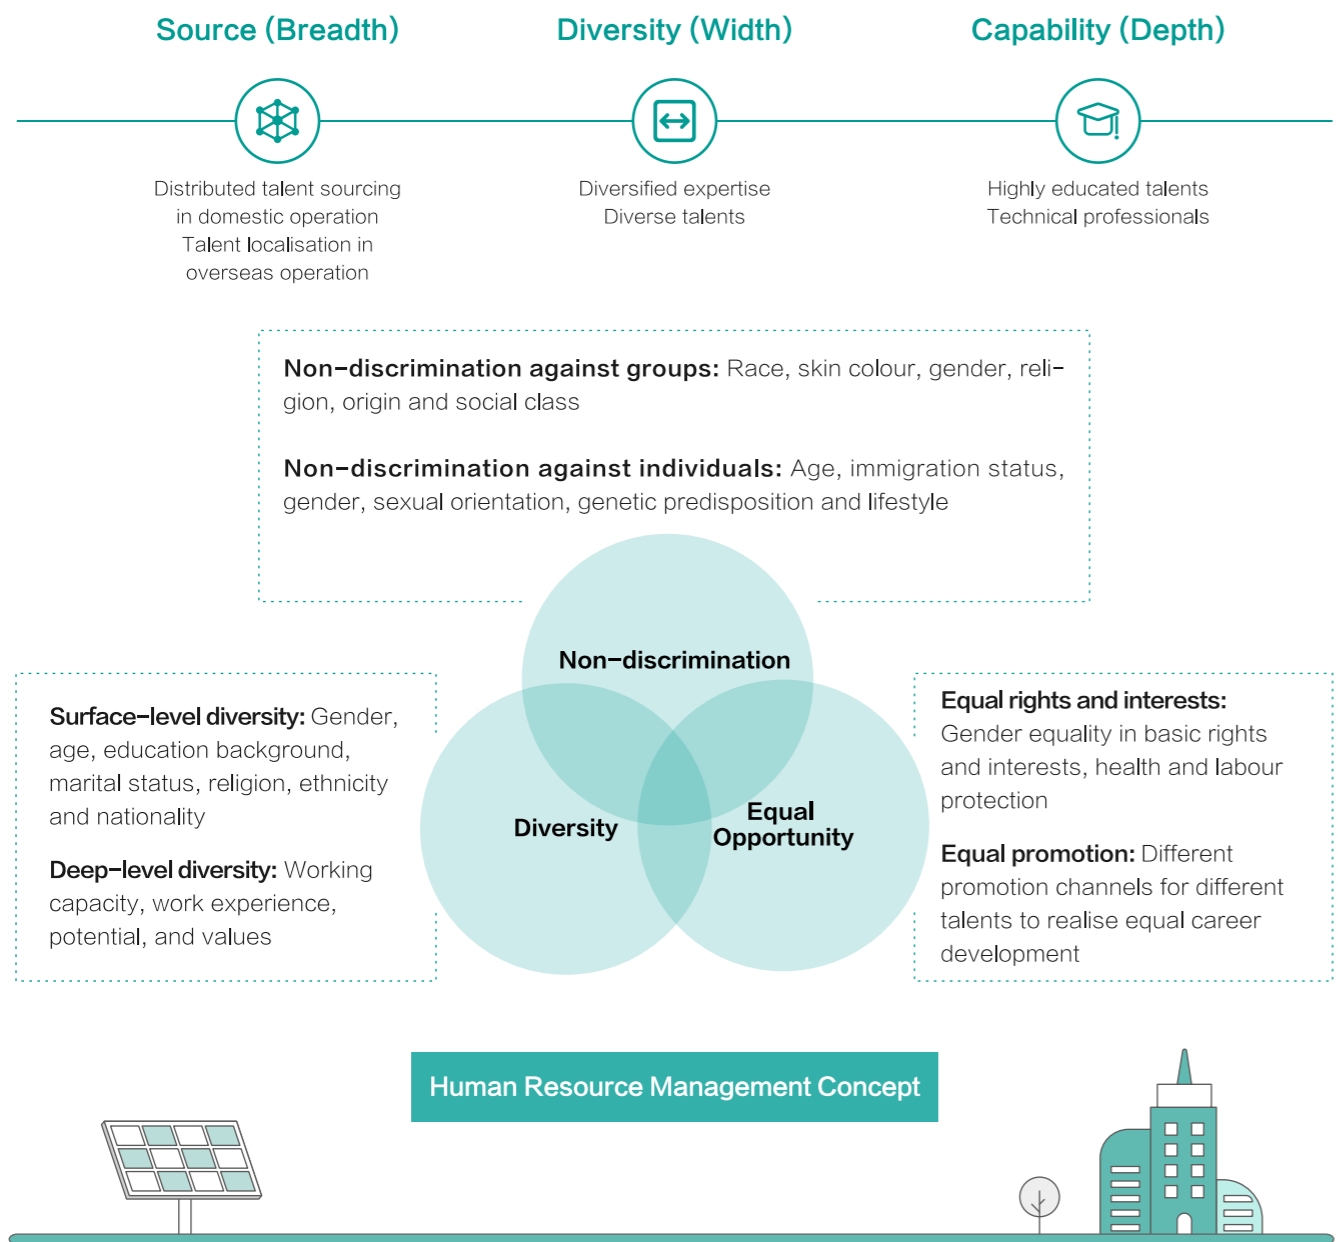 Source (Breadth)
Diversity (Width)
Capability (Depth)
Distributed talent sourcing
in domestic operation
Talent localisation in
overseas operation
Diversified expertise
Diverse talents
Highly educated talents
Technical professionals
Non-discrimination against groups: Race, skin colour, gender, reli-
gion, origin and social class
Non-discrimination against individuals: Age, immigration status,
gender, sexual orientation, genetic predisposition and lifestyle
Non-discrimination
Diversity
Equal
Opportunity
Surface-level diversity: Gender,
age, education background,
marital status, religion, ethnicity
and nationality
Deep-level diversity: Working
capacity, work experience,
potential, and values
Equal rights and interests:
Gender equality in basic rights
and interests, health and labour
protection
Equal promotion: Different
promotion channels for different
talents to realise equal career
development
Human Resource Management Concept